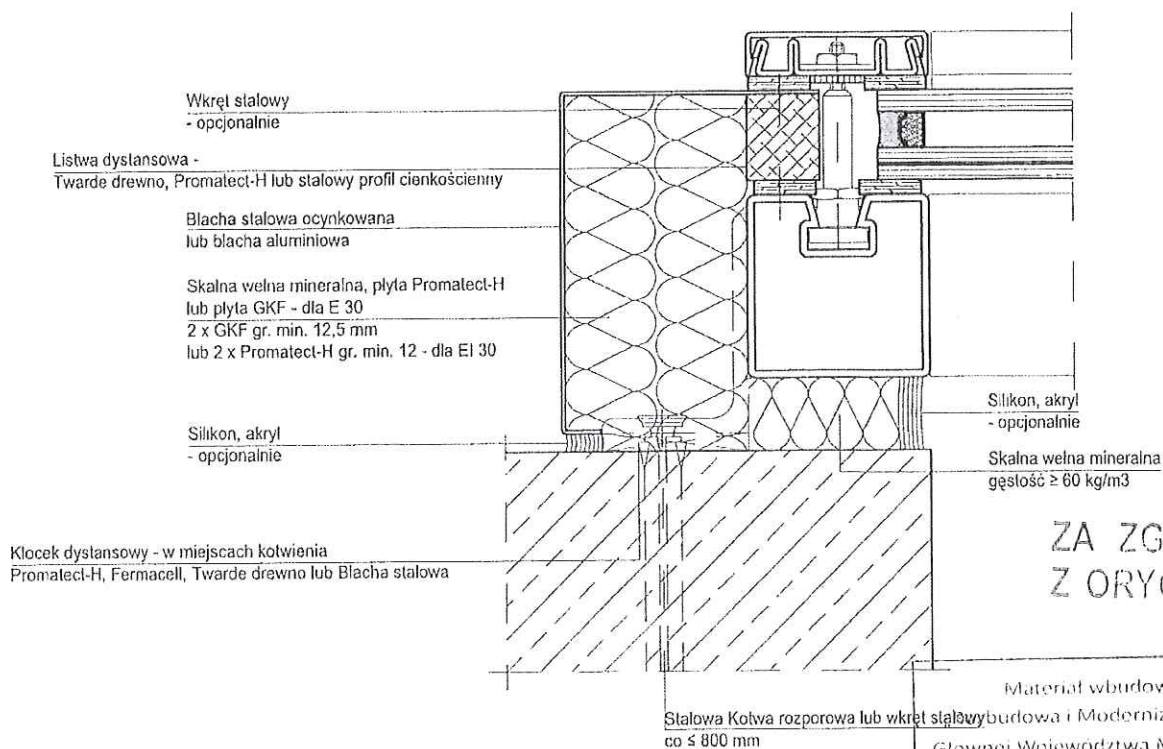 Wkręt stalowy
- opcjonalnie
Listwa dystansowa -
Twarde drewno, Promatect-H lub stalowy profil cienkościenny
Blacha stalowa ocynkowana
lub blacha aluminiowa
Skalna wełna mineralna, płyta Promatect-H
lub płyta GKF - dla E 30
2 x GKF gr. min. 12,5 mm
lub 2 x Promatect-H gr. min. 12 - dla EI 30
Silikon, akryl
- opcjonalnie
Silikon, akryl
- opcjonalnie
Skalna wełna mineralna
gęstość ≥ 60 kg/m3
Klocek dystansowy - w miejscach kotwienia
Promatect-H, Fermacell, Twarde drewno lub Blacha stalowa
ZA ZG
Z ORY
Materiał wbudow
Stalowa Kotwa rozporowa lub wkręt stalowy
budowa i Moderniz
co ≤ 800 mm
Głównej Województwa M